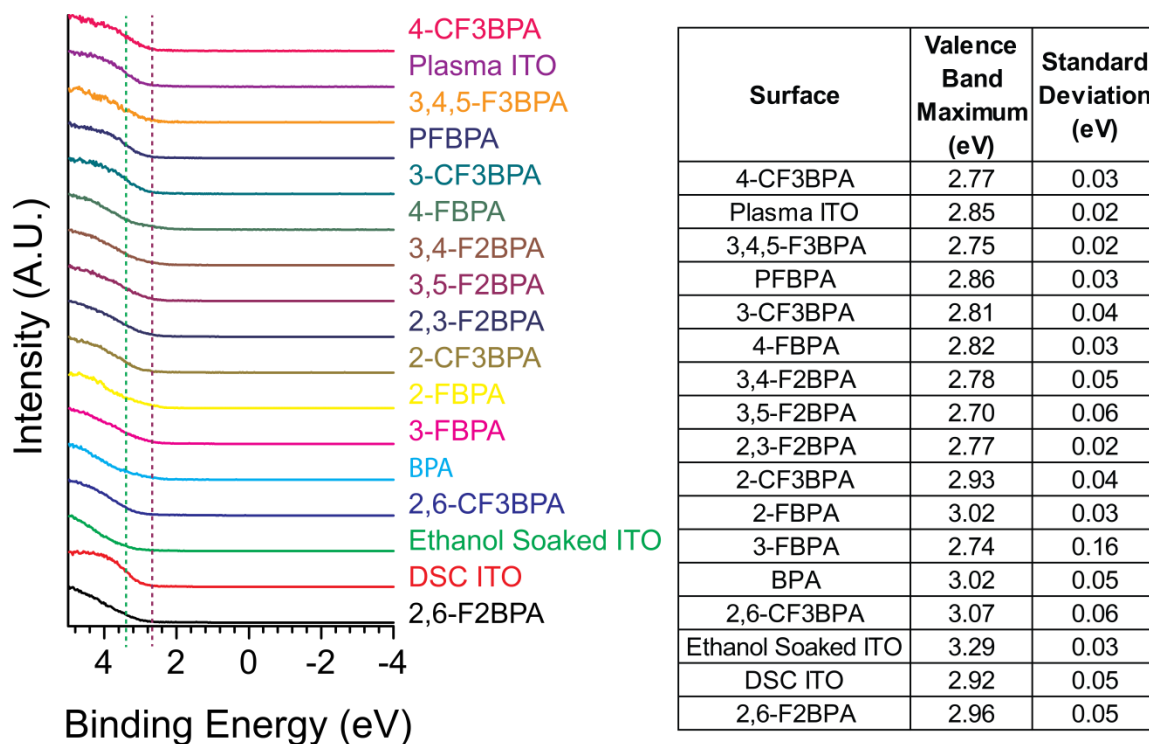 Intensity (A.U.)
4-CF3BPA
Plasma ITO
3,4,5-F3BPA
PFBPA
3-CF3BPA
4-FBPA
3,4-F2BPA
3,5-F2BPA
2,3-F2BPA
2-CF3BPA
2-FBPA
3-FBPA
BPA
2,6-CF3BPA
Ethanol Soaked ITO
DSC ITO
2,6-F2BPA
4 2 0 -2 -4
Binding Energy (eV)
Surface Valence Band Maximum (eV) Standard Deviation (eV)
4-CF3BPA 2.77 0.03
Plasma ITO 2.85 0.02
3,4,5-F3BPA 2.75 0.02
PFBPA 2.86 0.03
3-CF3BPA 2.81 0.04
4-FBPA 2.82 0.03
3,4-F2BPA 2.78 0.05
3,5-F2BPA 2.70 0.06
2,3-F2BPA 2.77 0.02
2-CF3BPA 2.93 0.04
2-FBPA 3.02 0.03
3-FBPA 2.74 0.16
BPA 3.02 0.05
2,6-CF3BPA 3.07 0.06
Ethanol Soaked ITO 3.29 0.03
DSC ITO 2.92 0.05
2,6-F2BPA 2.96 0.05